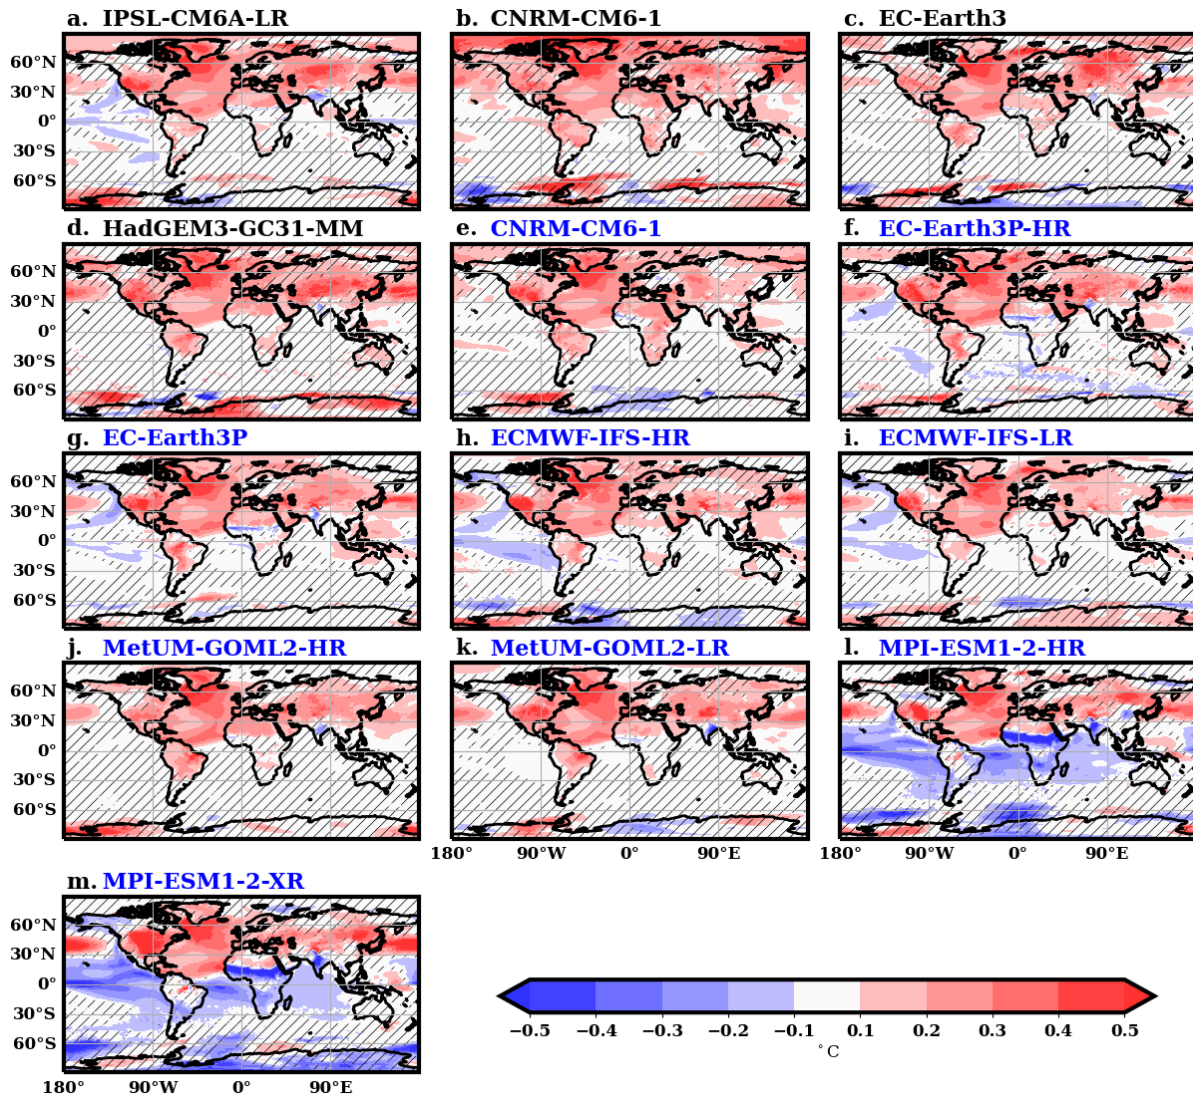 a. IPSL-CM6A-LR
b. CNRM-CM6-1
c. EC-Earth3
60°N
30°N
0°
30°S
60°S
d. HadGEM3-GC31-MM
e. CNRM-CM6-1
f. EC-Earth3P-HR
60°N
30°N
0°
30°S
60°S
g. EC-Earth3P
h. ECMWF-IFS-HR
i. ECMWF-IFS-LR
60°N
30°N
0°
30°S
60°S
j. MetUM-GOML2-HR
k. MetUM-GOML2-LR
l. MPI-ESM1-2-HR
60°N
30°N
0°
30°S
60°S
180° 90°W 0° 90°E
180° 90°W 0° 90°E
m. MPI-ESM1-2-XR
60°N
30°N
0°
30°S
60°S
180° 90°W 0° 90°E
−0.5 −0.4 −0.3 −0.2 −0.1 0.1 0.2 0.3 0.4 0.5
°C